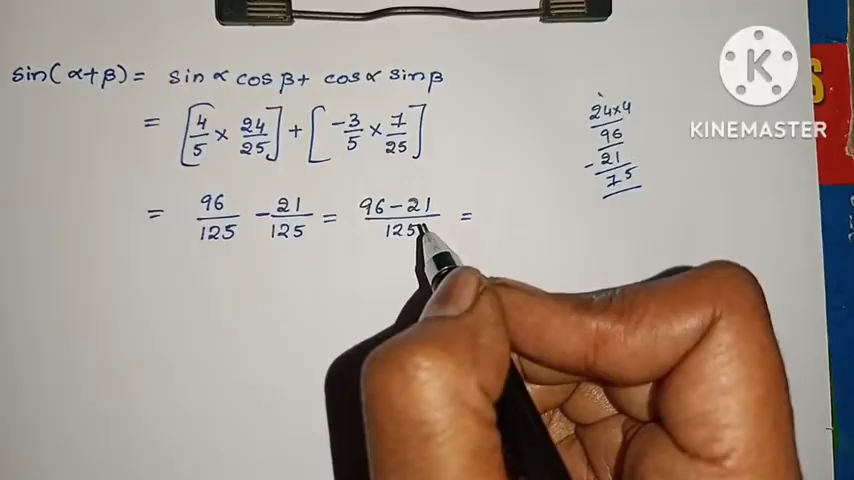 sin(α+β) = sin α cos β + cos α sin β
= [4/5 × 24/25] + [-3/5 × 7/25]
= 96/125 - 21/125 = 96-21/125 =
24×4
96
-21
75
KINEMASTER